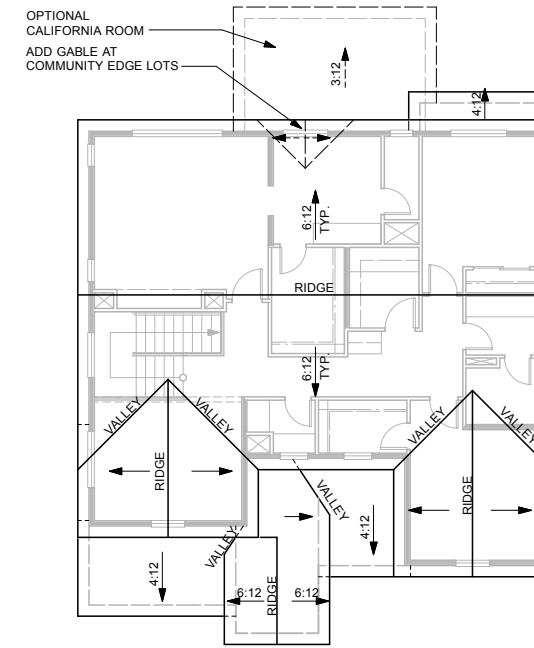 OPTIONAL
CALIFORNIA ROOM
ADD GABLE AT
COMMUNITY EDGE LOTS
3:12
4:12
6:12
TYP.
RIDGE
6:12
TYP.
VALLEY
VALLEY
RIDGE
VALLEY
VALLEY
RIDGE
VALLEY
4:12
VALLEY
4:12
6:12
RIDGE
6:12